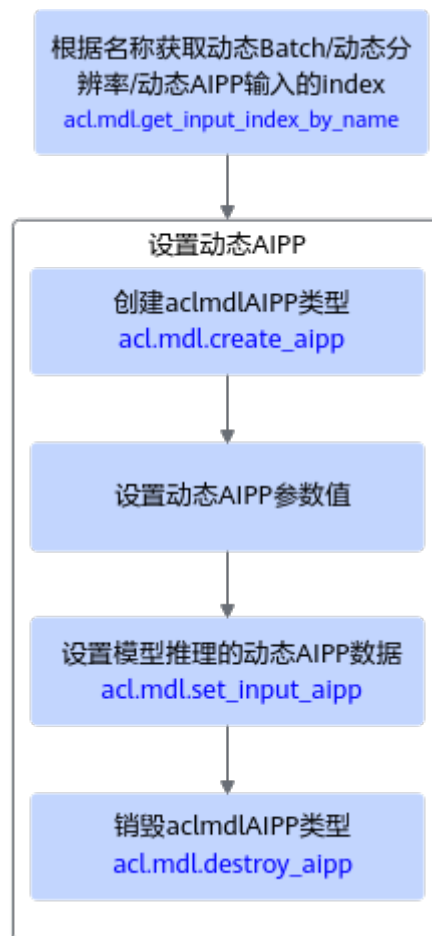 根据名称获取动态Batch/动态分
辨率/动态AIPP输入的index
acl.mdl.get_input_index_by_name
设置动态AIPP
创建aclmdlAIPP类型
acl.mdl.create_aipp
设置动态AIPP参数值
设置模型推理的动态AIPP数据
acl.mdl.set_input_aipp
销毁aclmdlAIPP类型
acl.mdl.destroy_aipp